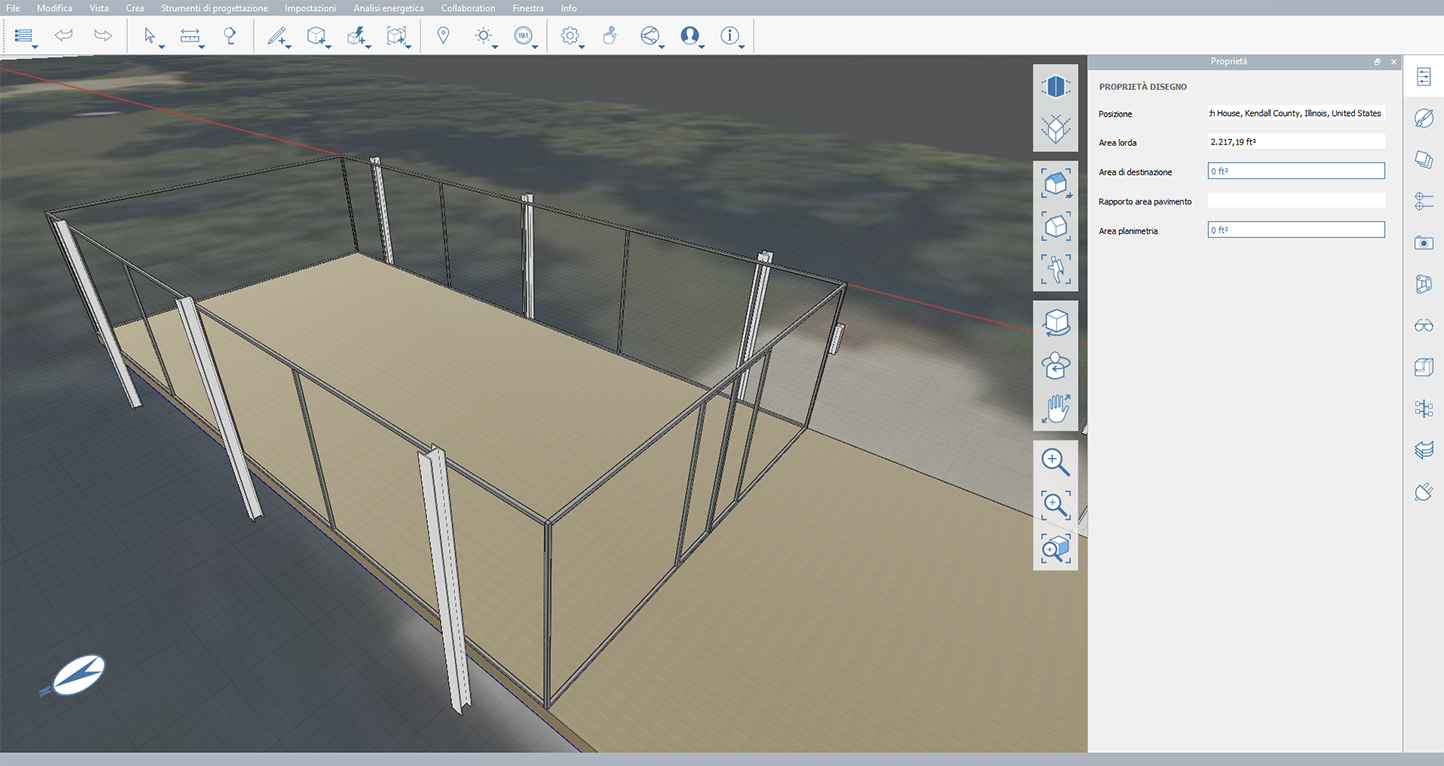 File Modifica Vista Crea Strumenti di progettazione Impostazioni Analisi energetica Collaboration Finestra Info
19.1
Proprietà
PROPRIETÀ DISEGNO
Posizione House, Kendall County, Illinois, United States
Area lorda 2.217,19 ft²
Area di destinazione 0 ft²
Rapporto area pavimento
Area planimetria 0 ft²